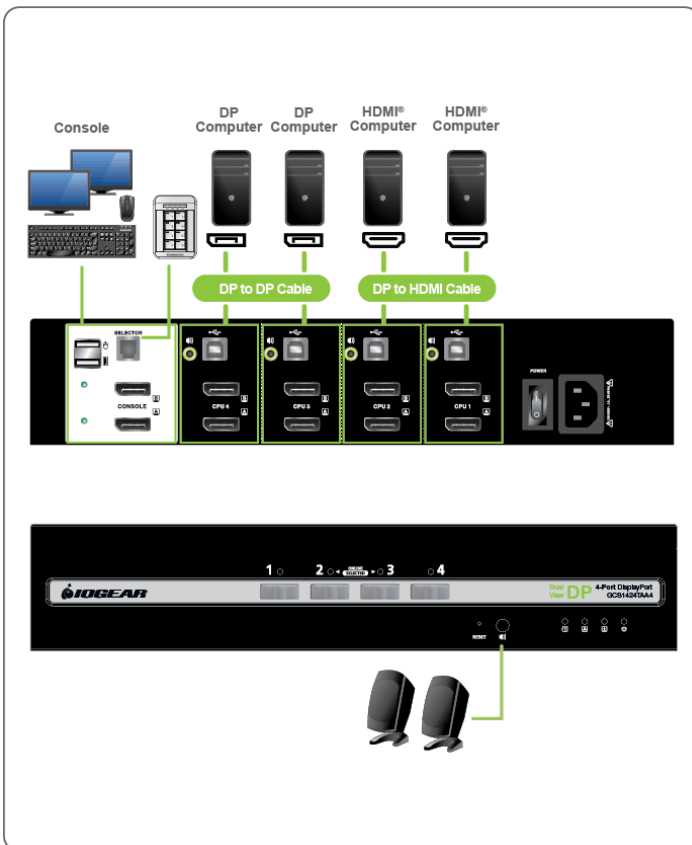 Console
DP
Computer
DP
Computer
HDMI®
Computer
HDMI®
Computer
DP to DP Cable
DP to HDMI Cable
SELECTOR
B
CONSOLE
A
B
CPU 4
A
B
CPU 3
A
B
CPU 2
A
B
CPU 1
A
POWER
1
2
ONLINE
SELECTED
3
4
IOGEAR
Dual
View
DP
4-Port DisplayPort
GCS1424TAA4
RESET